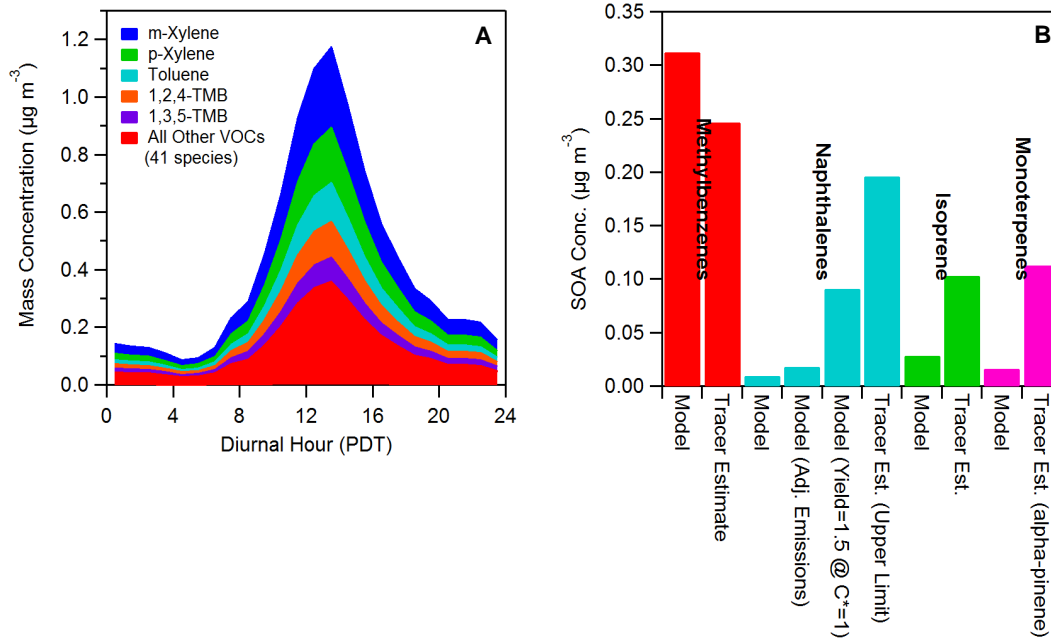 A
m-Xylene
p-Xylene
Toluene
1,2,4-TMB
1,3,5-TMB
All Other VOCs
(41 species)
Mass Concentration (µg m⁻³)
1.2
1.0
0.8
0.6
0.4
0.2
0.0
0 4 8 12 16 20 24
Diurnal Hour (PDT)
B
SOA Conc. (µg m⁻³)
0.35
0.30
0.25
0.20
0.15
0.10
0.05
0.00
Methylbenzenes
Naphthalenes
Isoprene
Monoterpenes
Model
Tracer Estimate
Model
Model (Adj. Emissions)
Model (Yield=1.5 @ C*=1)
Tracer Est. (Upper Limit)
Model
Tracer Est.
Model
Tracer Est. (alpha-pinene)